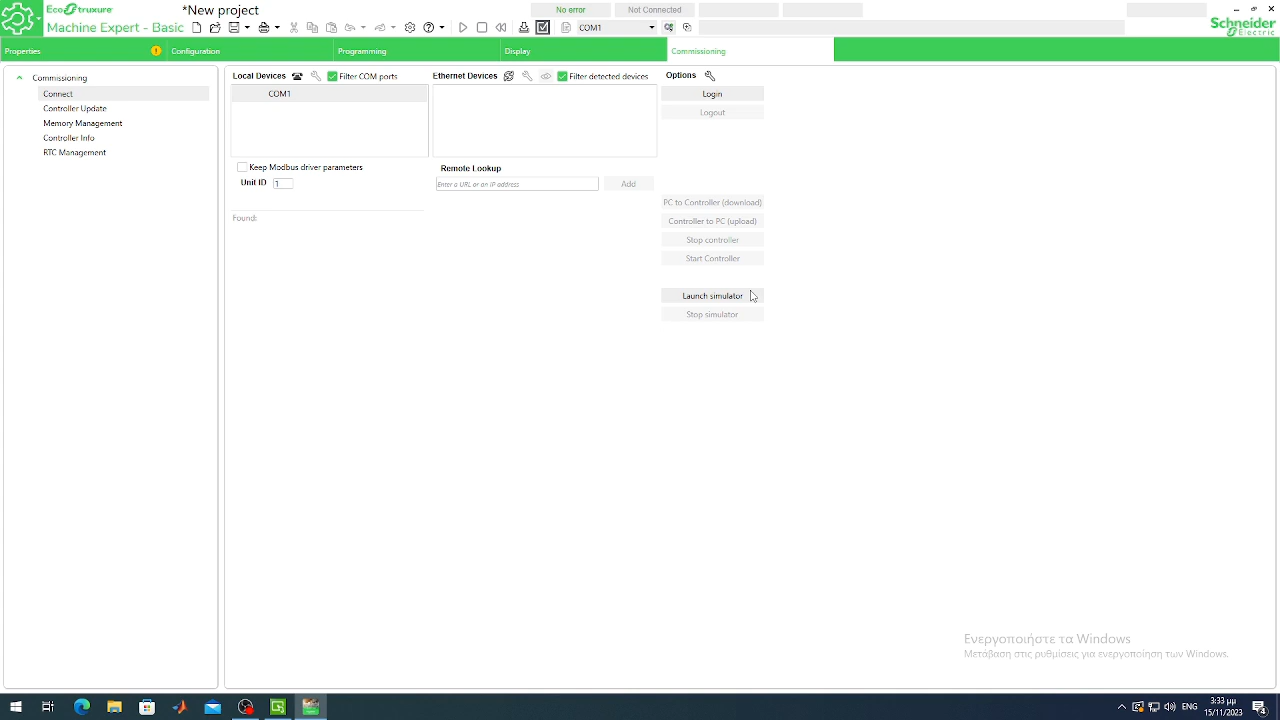 EcoStruxure
*New project
No error
Not Connected
Machine Expert - Basic
COM1
Schneider
Electric
Properties
Configuration
Programming
Display
Commissioning
Commissioning
Connect
Controller Update
Memory Management
Controller Info
RTC Management
Local Devices
Filter COM ports
Ethernet Devices
Filter detected devices
Options
COM1
Login
Logout
Keep Modbus driver parameters
Remote Lookup
Unit ID 1
Enter a URL or an IP address
Add
PC to Controller (download)
Found:
Controller to PC (upload)
Stop controller
Start Controller
Launch simulator
Stop simulator
Ενεργοποιήστε τα Windows
Μετάβαση στις ρυθμίσεις για ενεργοποίηση των Windows.
3:33 μμ
15/11/2023